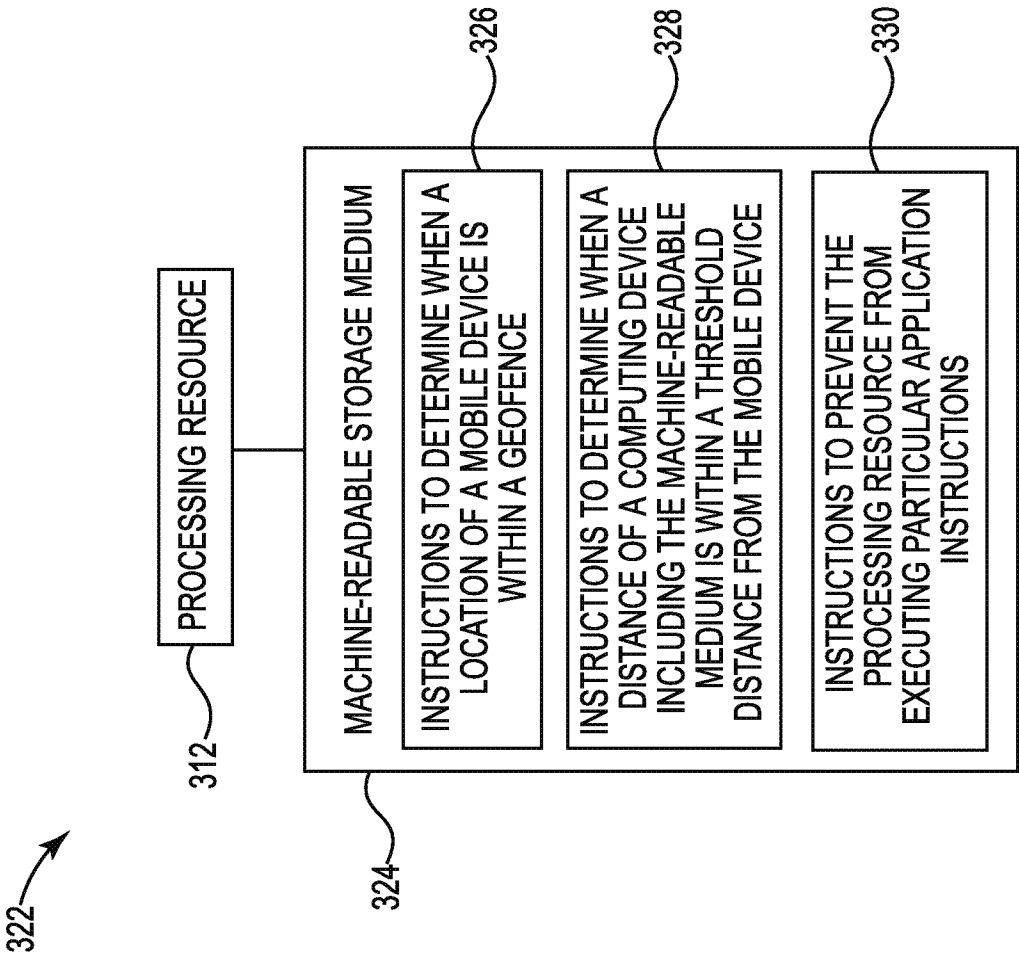 322
312
PROCESSING RESOURCE
324
MACHINE-READABLE STORAGE MEDIUM
INSTRUCTIONS TO DETERMINE WHEN A
LOCATION OF A MOBILE DEVICE IS
WITHIN A GEOFENCE
326
INSTRUCTIONS TO DETERMINE WHEN A
DISTANCE OF A COMPUTING DEVICE
INCLUDING THE MACHINE-READABLE
MEDIUM IS WITHIN A THRESHOLD
DISTANCE FROM THE MOBILE DEVICE
328
INSTRUCTIONS TO PREVENT THE
PROCESSING RESOURCE FROM
EXECUTING PARTICULAR APPLICATION
INSTRUCTIONS
330